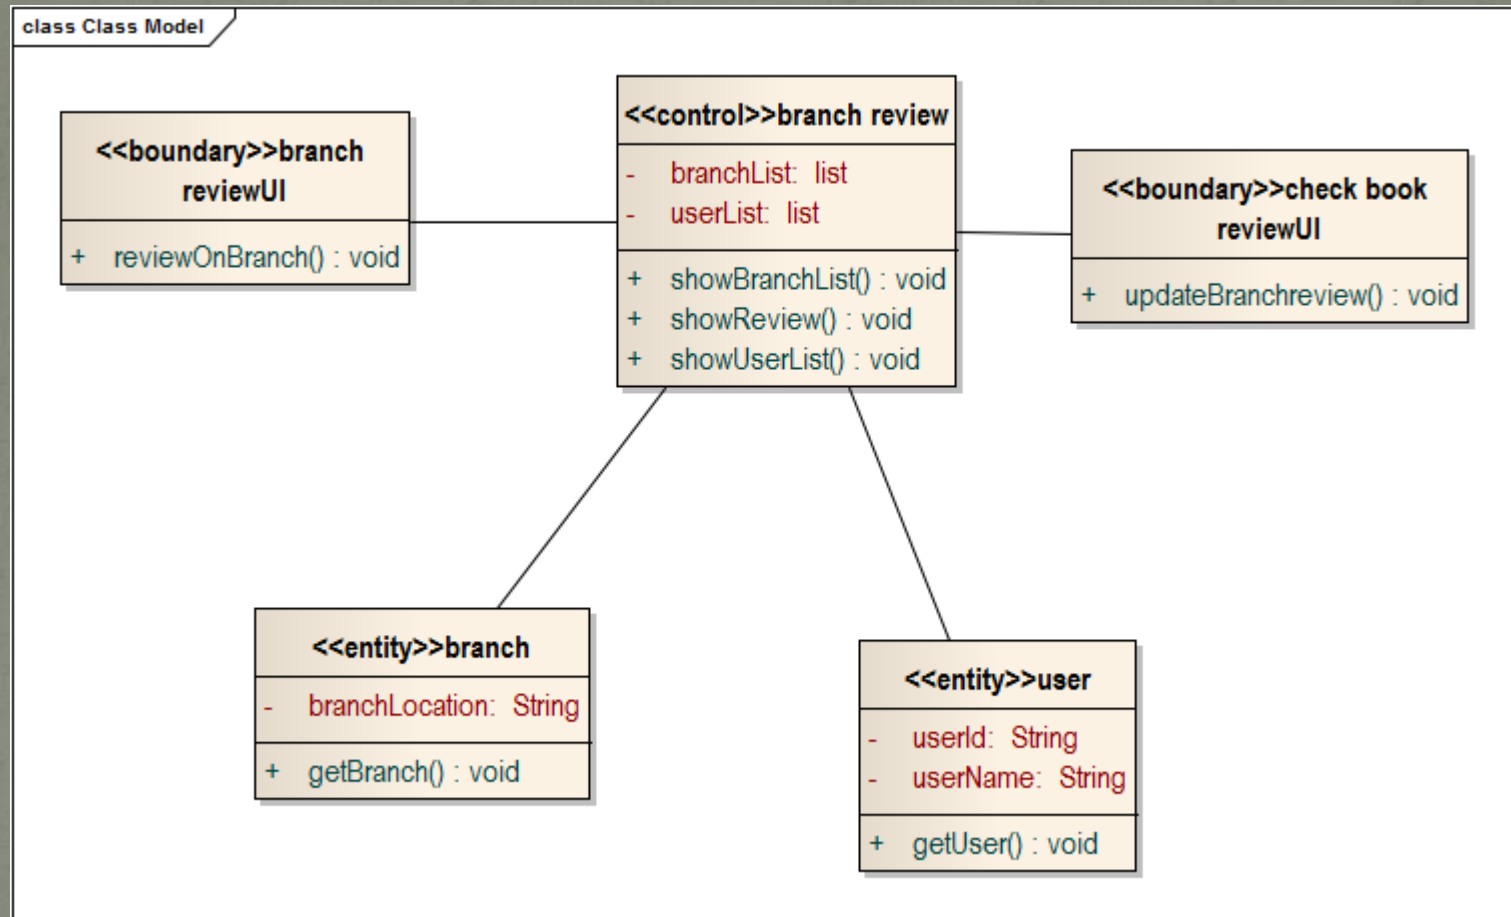 class Class Model
<<boundary>>branch
reviewUI
+ reviewOnBranch() : void
<<control>>branch review
- branchList: list
- userList: list
+ showBranchList() : void
+ showReview() : void
+ showUserList() : void
<<boundary>>check book
reviewUI
+ updateBranchreview() : void
<<entity>>branch
- branchLocation: String
+ getBranch() : void
<<entity>>user
- userId: String
- userName: String
+ getUser() : void